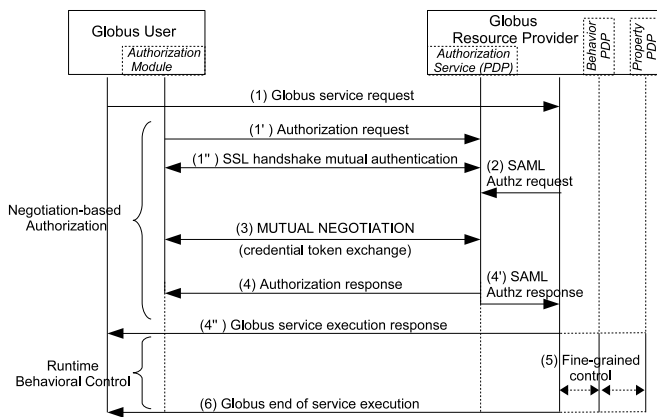 Globus User
Authorization
Module
Globus
Resource Provider
Authorization
Service (PDP)
Behavior
PDP
Property
PDP
(1) Globus service request
(1' ) Authorization request
(1'' ) SSL handshake mutual authentication
(2) SAML
Authz request
Negotiation-based
Authorization
(3) MUTUAL NEGOTIATION
(credential token exchange)
(4) Authorization response
(4') SAML
Authz response
(4'' ) Globus service execution response
Runtime
Behavioral Control
(5) Fine-grained
control
(6) Globus end of service execution